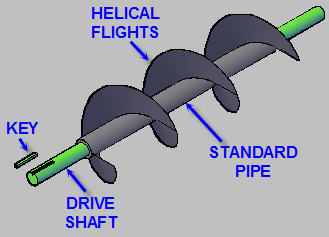 HELICAL
FLIGHTS
KEY
STANDARD
PIPE
DRIVE
SHAFT